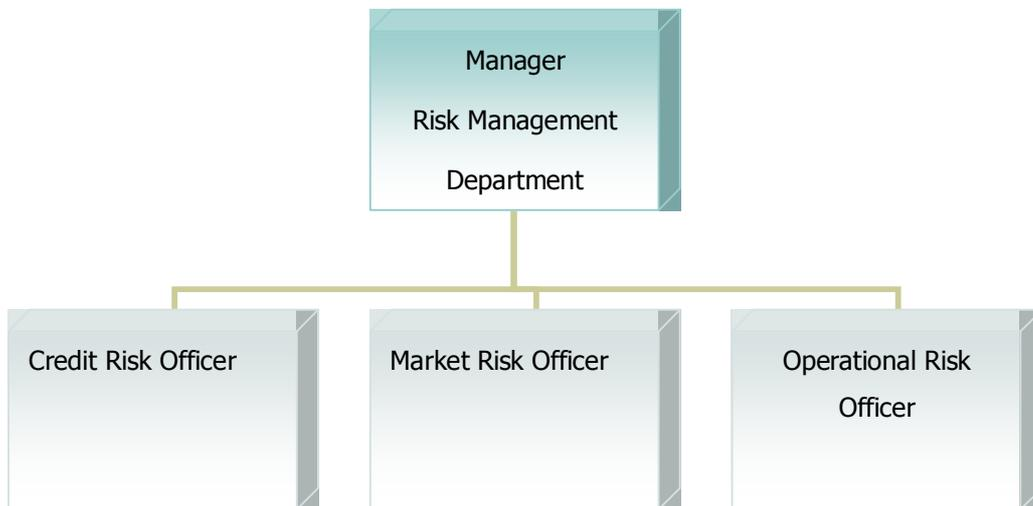 Manager
Risk Management
Department
Credit Risk Officer
Market Risk Officer
Operational Risk
Officer